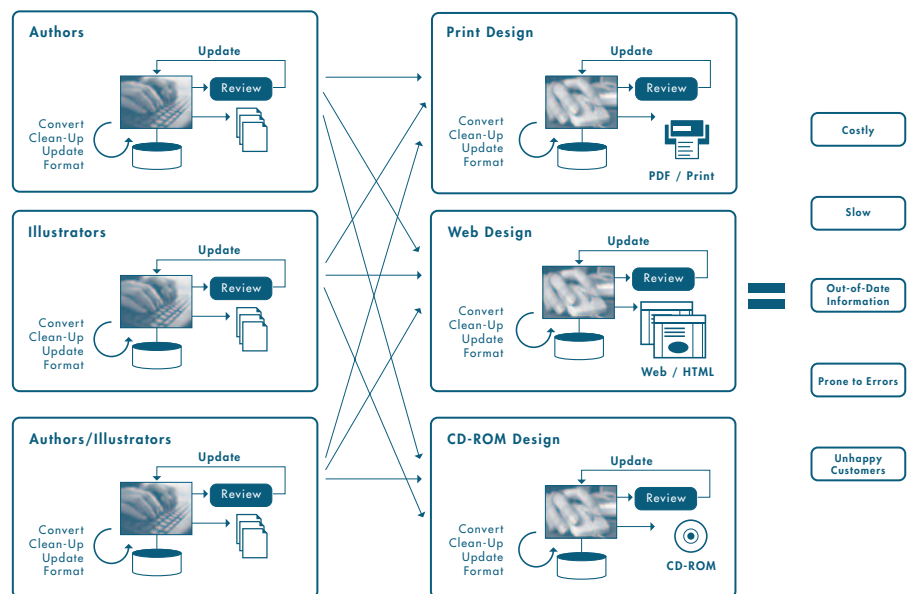 Authors
Update
Review
Convert
Clean-Up
Update
Format
Print Design
Update
Review
Convert
Clean-Up
Update
Format
PDF / Print
Illustrators
Update
Review
Convert
Clean-Up
Update
Format
Web Design
Update
Review
Convert
Clean-Up
Update
Format
Web / HTML
Authors/Illustrators
Update
Review
Convert
Clean-Up
Update
Format
CD-ROM Design
Update
Review
Convert
Clean-Up
Update
Format
CD-ROM
Costly
Slow
Out-of-Date
Information
Prone to Errors
Unhappy
Customers